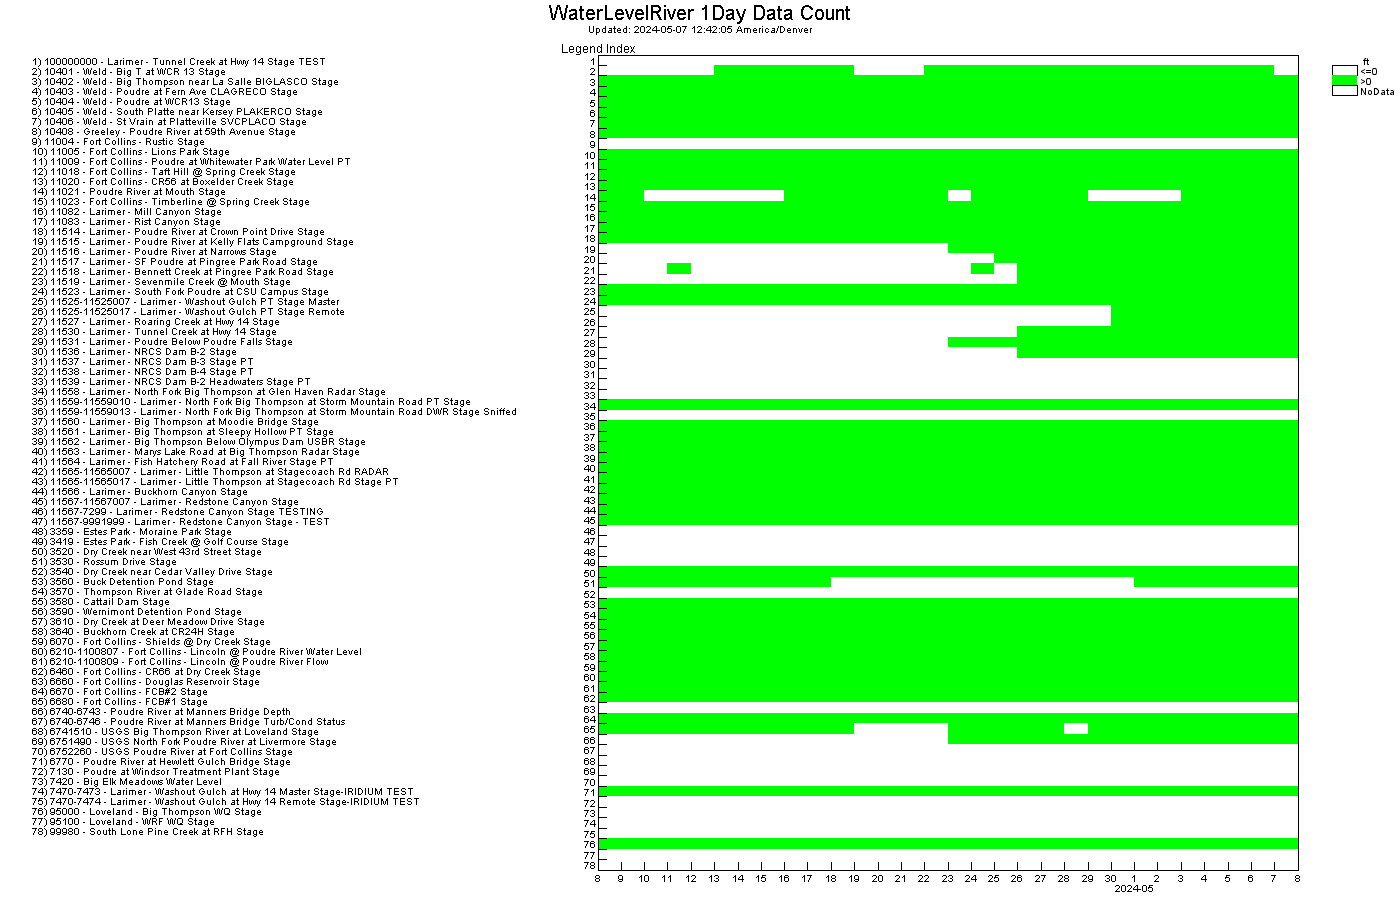 WaterLevelRiver 1Day Data Count
Updated: 2024-05-07 12:42:05 America/Denver
Legend Index
1) 100000000 - Larimer - Tunnel Creek at Hwy 14 Stage TEST
2) 10401 - Weld - Big T at WCR 13 Stage
3) 10402 - Weld - Big Thompson near La Salle BIGLASCO Stage
4) 10403 - Weld - Poudre at Fern Ave CLAGRECO Stage
5) 10404 - Weld - Poudre at WCR13 Stage
6) 10405 - Weld - South Platte near Kersey PLAKERCO Stage
7) 10406 - Weld - St Vrain at Platteville SVCPLACO Stage
8) 10408 - Greeley - Poudre River at 59th Avenue Stage
9) 11004 - Fort Collins - Rustic Stage
10) 11005 - Fort Collins - Lions Park Stage
11) 11009 - Fort Collins - Poudre at Whitewater Park Water Level PT
12) 11018 - Fort Collins - Taft Hill @ Spring Creek Stage
13) 11020 - Fort Collins - CR56 at Boxelder Creek Stage
14) 11021 - Poudre River at Mouth Stage
15) 11023 - Fort Collins - Timberline @ Spring Creek Stage
16) 11082 - Larimer - Mill Canyon Stage
17) 11083 - Larimer - Rist Canyon Stage
18) 11514 - Larimer - Poudre River at Crown Point Drive Stage
19) 11515 - Larimer - Poudre River at Kelly Flats Campground Stage
20) 11516 - Larimer - Poudre River at Narrows Stage
21) 11517 - Larimer - SF Poudre at Pingree Park Road Stage
22) 11518 - Larimer - Bennett Creek at Pingree Park Road Stage
23) 11519 - Larimer - Sevenmile Creek @ Mouth Stage
24) 11523 - Larimer - South Fork Poudre at CSU Campus Stage
25) 11525-11525007 - Larimer - Washout Gulch PT Stage Master
26) 11525-11525017 - Larimer - Washout Gulch PT Stage Remote
27) 11527 - Larimer - Roaring Creek at Hwy 14 Stage
28) 11530 - Larimer - Tunnel Creek at Hwy 14 Stage
29) 11531 - Larimer - Poudre Below Poudre Falls Stage
30) 11536 - Larimer - NRCS Dam B-2 Stage
31) 11537 - Larimer - NRCS Dam B-3 Stage PT
32) 11538 - Larimer - NRCS Dam B-4 Stage PT
33) 11539 - Larimer - NRCS Dam B-2 Headwaters Stage PT
34) 11558 - Larimer - North Fork Big Thompson at Glen Haven Radar Stage
35) 11559-11559010 - Larimer - North Fork Big Thompson at Storm Mountain Road PT Stage
36) 11559-11559013 - Larimer - North Fork Big Thompson at Storm Mountain Road DWR Stage Sniffed
37) 11560 - Larimer - Big Thompson at Moodie Bridge Stage
38) 11561 - Larimer - Big Thompson at Sleepy Hollow PT Stage
39) 11562 - Larimer - Big Thompson Below Olympus Dam USBR Stage
40) 11563 - Larimer - Marys Lake Road at Big Thompson Radar Stage
41) 11564 - Larimer - Fish Hatchery Road at Fall River Stage PT
42) 11565-11565007 - Larimer - Little Thompson at Stagecoach Rd RADAR
43) 11565-11565017 - Larimer - Little Thompson at Stagecoach Rd Stage PT
44) 11566 - Larimer - Buckhorn Canyon Stage
45) 11567-11567007 - Larimer - Redstone Canyon Stage
46) 11567-7299 - Larimer - Redstone Canyon Stage TESTING
47) 11567-9991999 - Larimer - Redstone Canyon Stage - TEST
48) 3359 - Estes Park - Moraine Park Stage
49) 3419 - Estes Park - Fish Creek @ Golf Course Stage
50) 3520 - Dry Creek near West 43rd Street Stage
51) 3530 - Rossum Drive Stage
52) 3540 - Dry Creek near Cedar Valley Drive Stage
53) 3560 - Buck Detention Pond Stage
54) 3570 - Thompson River at Glade Road Stage
55) 3580 - Cattail Dam Stage
56) 3590 - Wernimont Detention Pond Stage
57) 3610 - Dry Creek at Deer Meadow Drive Stage
58) 3640 - Buckhorn Creek at CR24H Stage
59) 6070 - Fort Collins - Shields @ Dry Creek Stage
60) 6210-1100807 - Fort Collins - Lincoln @ Poudre River Water Level
61) 6210-1100809 - Fort Collins - Lincoln @ Poudre River Flow
62) 6460 - Fort Collins - CR66 at Dry Creek Stage
63) 6660 - Fort Collins - Douglas Reservoir Stage
64) 6670 - Fort Collins - FCB#2 Stage
65) 6680 - Fort Collins - FCB#1 Stage
66) 6740-6743 - Poudre River at Manners Bridge Depth
67) 6740-6746 - Poudre River at Manners Bridge Turb/Cond Status
68) 6741510 - USGS Big Thompson River at Loveland Stage
69) 6751490 - USGS North Fork Poudre River at Livermore Stage
70) 6752260 - USGS Poudre River at Fort Collins Stage
71) 6770 - Poudre River at Hewlett Gulch Bridge Stage
72) 7130 - Poudre at Windsor Treatment Plant Stage
73) 7420 - Big Elk Meadows Water Level
74) 7470-7473 - Larimer - Washout Gulch at Hwy 14 Master Stage-IRIDIUM TEST
75) 7470-7474 - Larimer - Washout Gulch at Hwy 14 Remote Stage-IRIDIUM TEST
76) 95000 - Loveland - Big Thompson WQ Stage
77) 95100 - Loveland - WRF WQ Stage
78) 99980 - South Lone Pine Creek at RFH Stage
1
2
3
4
5
6
7
8
9
10
11
12
13
14
15
16
17
18
19
20
21
22
23
24
25
26
27
28
29
30
31
32
33
34
35
36
37
38
39
40
41
42
43
44
45
46
47
48
49
50
51
52
53
54
55
56
57
58
59
60
61
62
63
64
65
66
67
68
69
70
71
72
73
74
75
76
77
78
8 9 10 11 12 13 14 15 16 17 18 19 20 21 22 23 24 25 26 27 28 29 30 1 2 3 4 5 6 7 8
2024-05
ft
<=0
>0
NoData